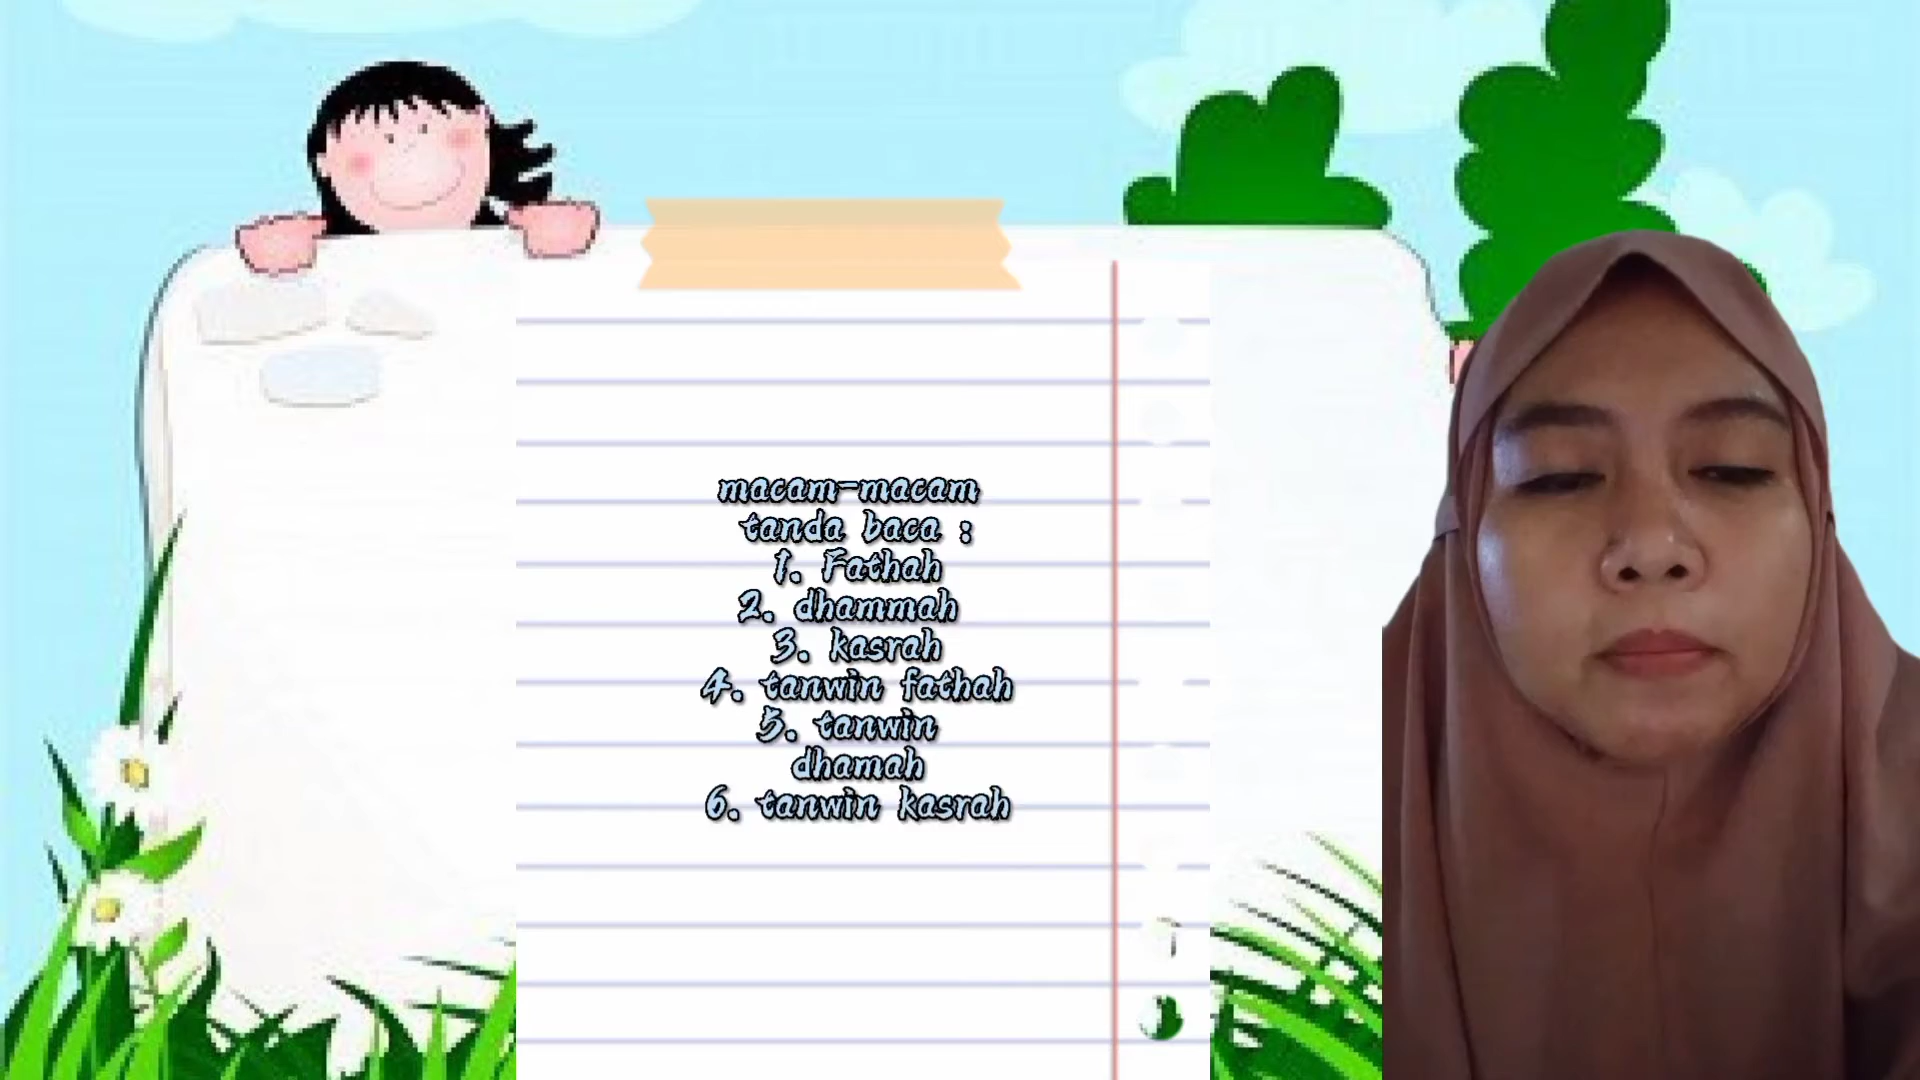 macam-macam
tanda baca :
1. Fathah
2. dhammah
3. kasrah
4. tanwin fathah
5. tanwin
dhamah
6. tanwin kasrah